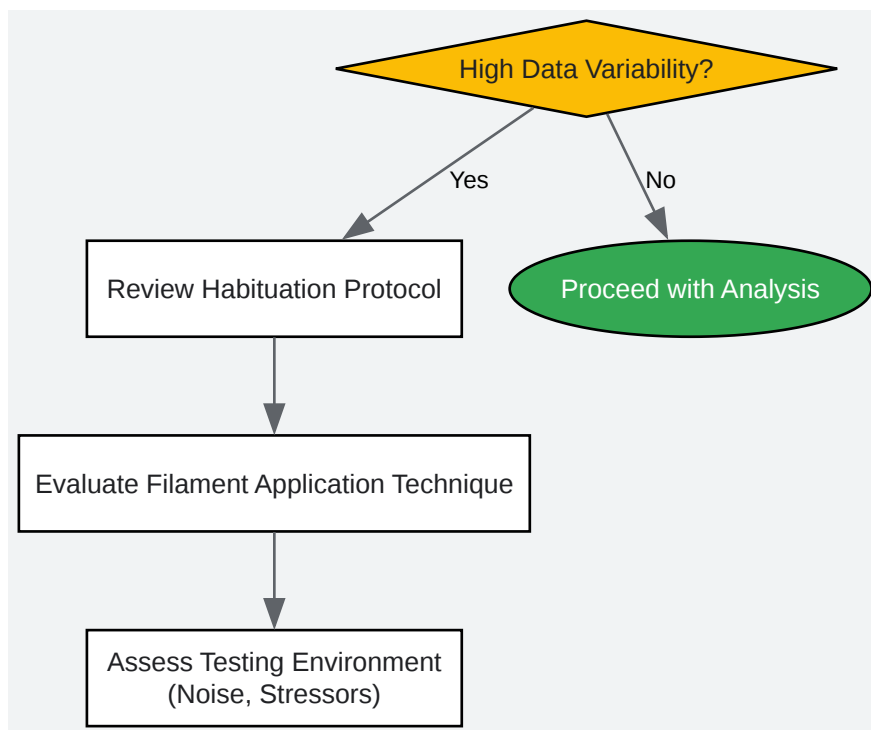 High Data Variability?
Yes
No
Review Habituation Protocol
Proceed with Analysis
Evaluate Filament Application Technique
Assess Testing Environment
(Noise, Stressors)